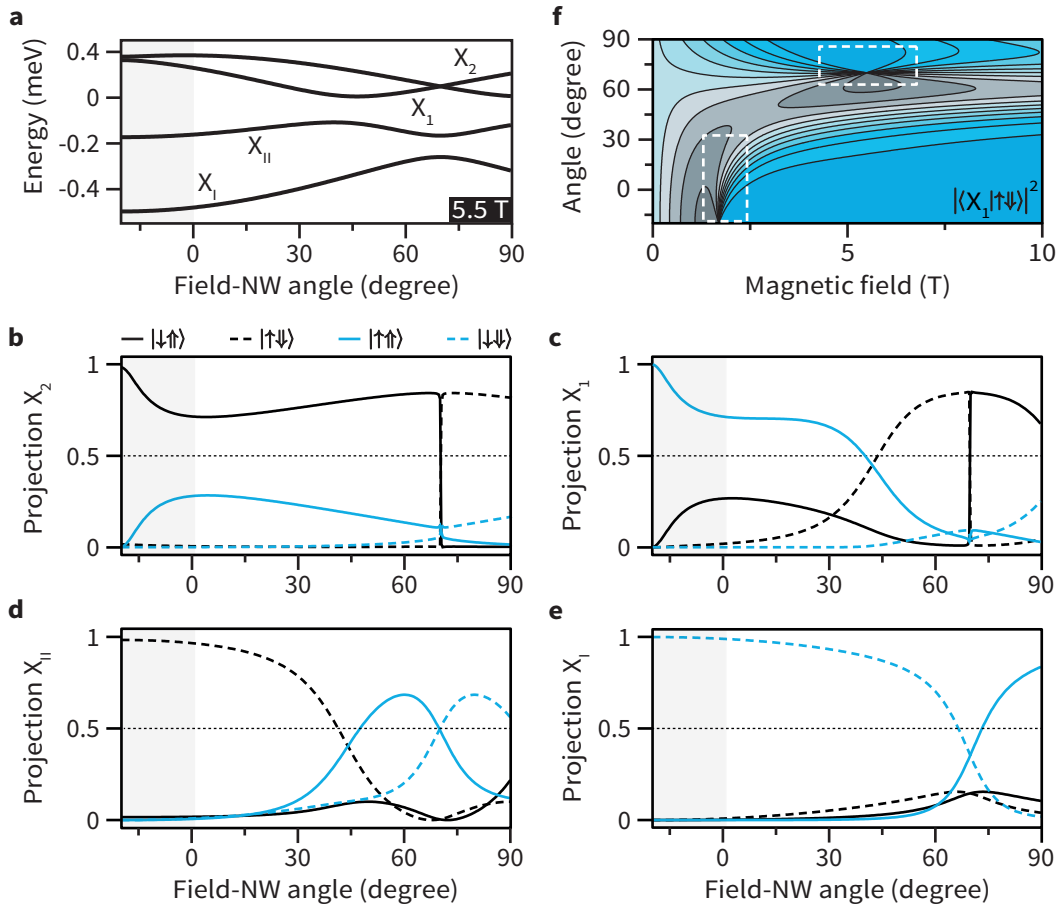 a
Energy (meV)
0.4
0
-0.2
-0.4
X₂
X₁
X_II
X_I
5.5 T
0
30
60
90
Field-NW angle (degree)
f
Angle (degree)
90
60
30
0
|⟨X₁|↑⇓⟩|²
0
5
10
Magnetic field (T)
b
|↓⇑⟩ |↑⇓⟩ |↑⇑⟩ |↓⇓⟩
Projection X₂
1
0.5
0
0
30
60
90
c
Projection X₁
1
0.5
0
0
30
60
90
d
Projection X_II
1
0.5
0
0
30
60
90
Field-NW angle (degree)
e
Projection X_I
1
0.5
0
0
30
60
90
Field-NW angle (degree)